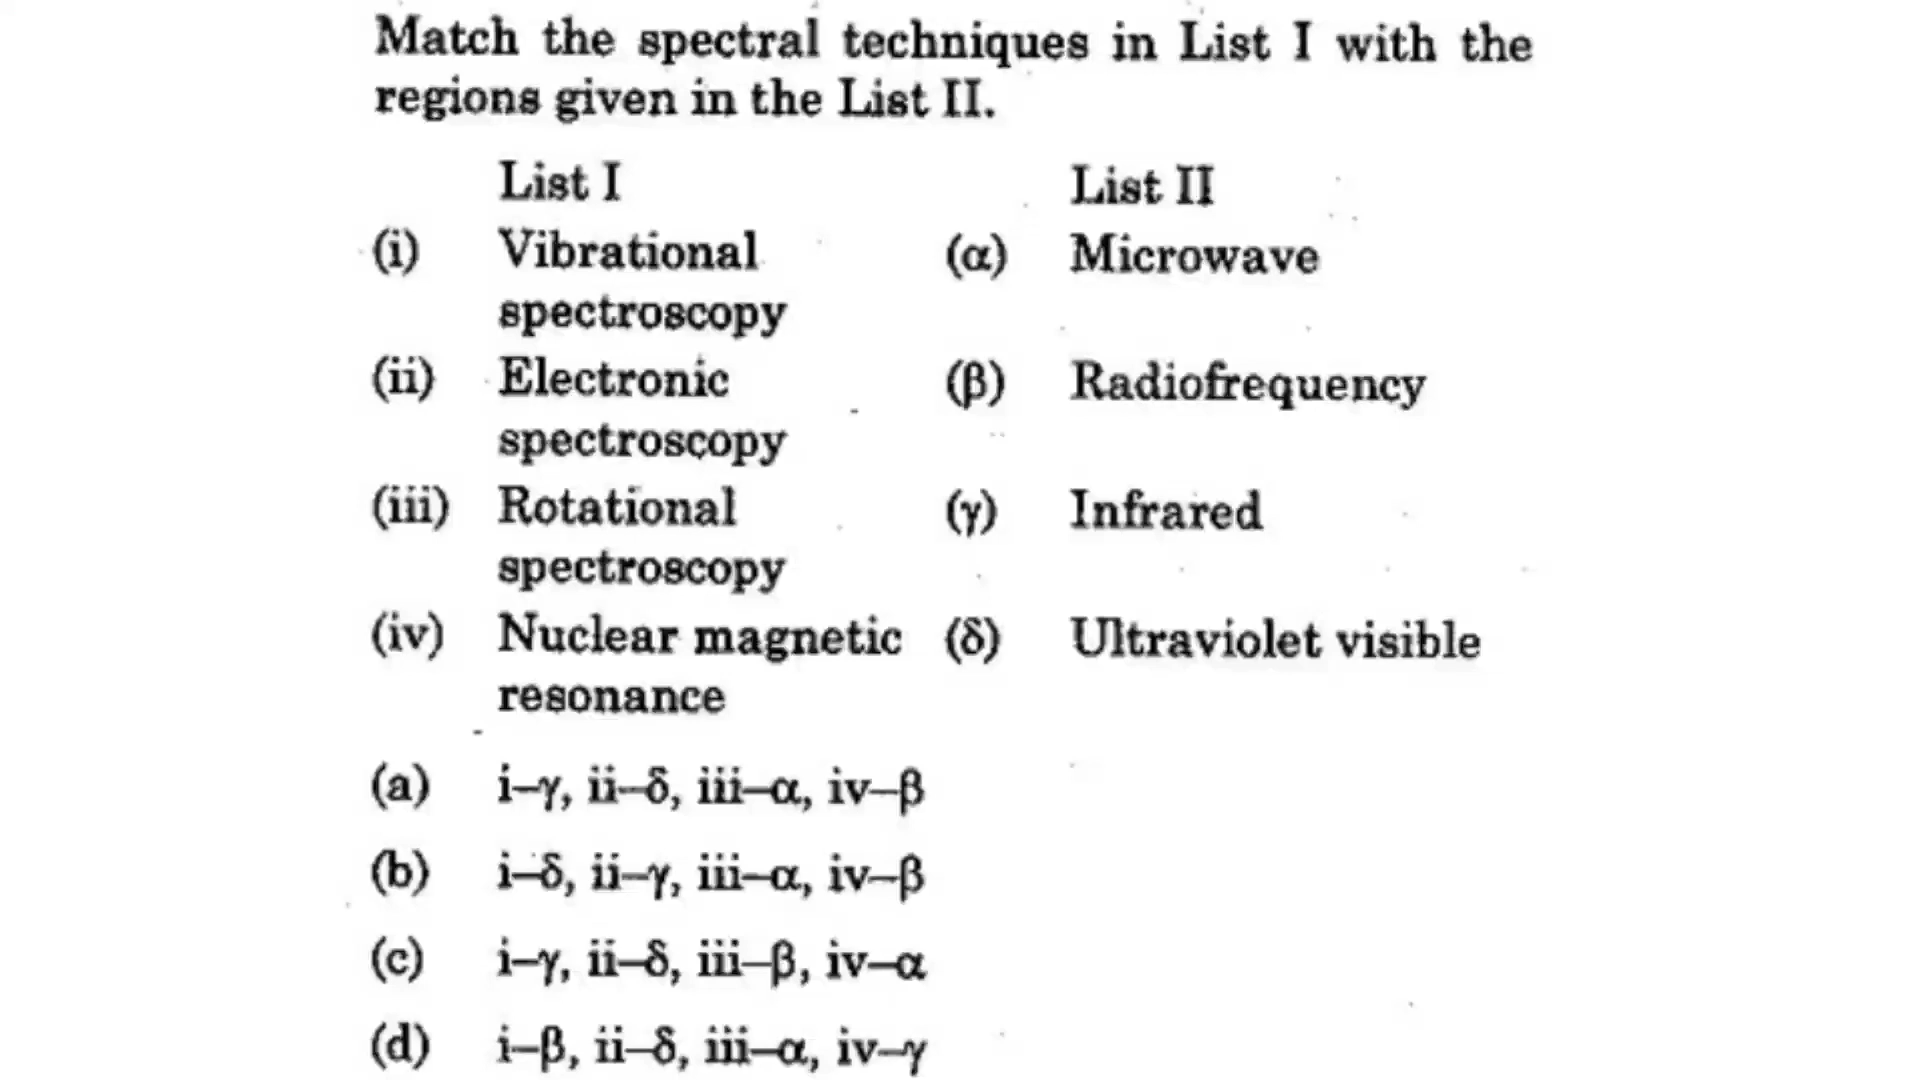 Match the spectral techniques in List I with the
regions given in the List II.
List I List II
(i) Vibrational (α) Microwave
spectroscopy
(ii) Electronic (β) Radiofrequency
spectroscopy
(iii) Rotational (γ) Infrared
spectroscopy
(iv) Nuclear magnetic (δ) Ultraviolet visible
resonance
(a) i–γ, ii–δ, iii–α, iv–β
(b) i–δ, ii–γ, iii–α, iv–β
(c) i–γ, ii–δ, iii–β, iv–α
(d) i–β, ii–δ, iii–α, iv–γ